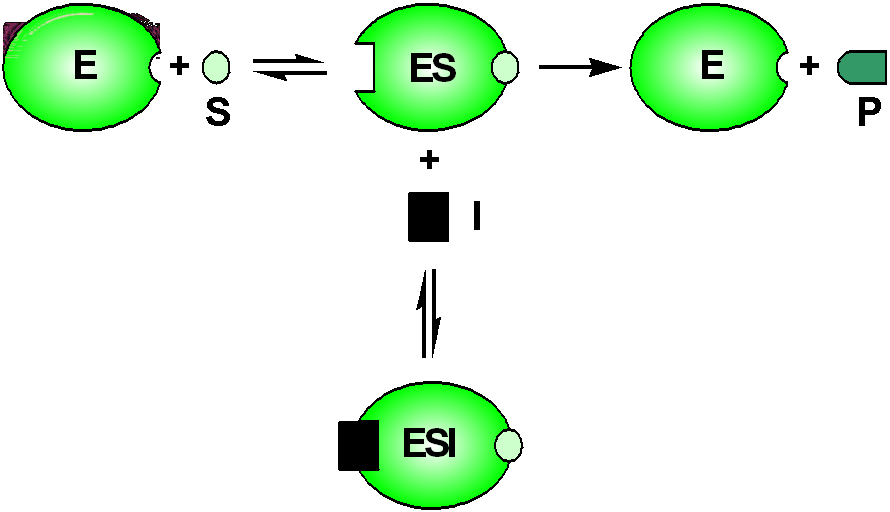 E + S ES E + P
+
I
ESI